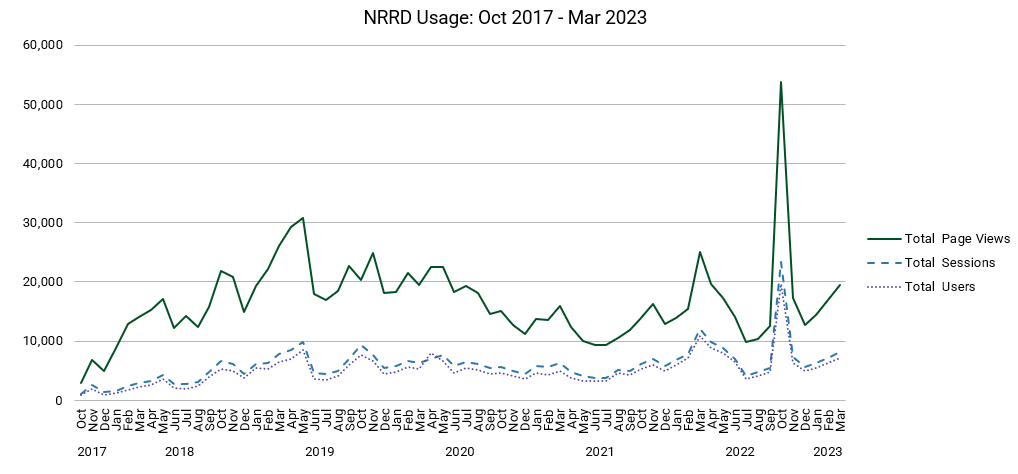 NRRD Usage: Oct 2017 - Mar 2023
60,000
50,000
40,000
30,000
20,000
10,000
0
Total Page Views
Total Sessions
Total Users
Oct Nov Dec Jan Feb Mar Apr May Jun Jul Aug Sep Oct Nov Dec Jan Feb Mar Apr May Jun Jul Aug Sep Oct Nov Dec Jan Feb Mar Apr May Jun Jul Aug Sep Oct Nov Dec Jan Feb Mar Apr May Jun Jul Aug Sep Oct Nov Dec Jan Feb Mar Apr May Jun Jul Aug Sep Oct Nov Dec Jan Feb Mar
2017 2018 2019 2020 2021 2022 2023